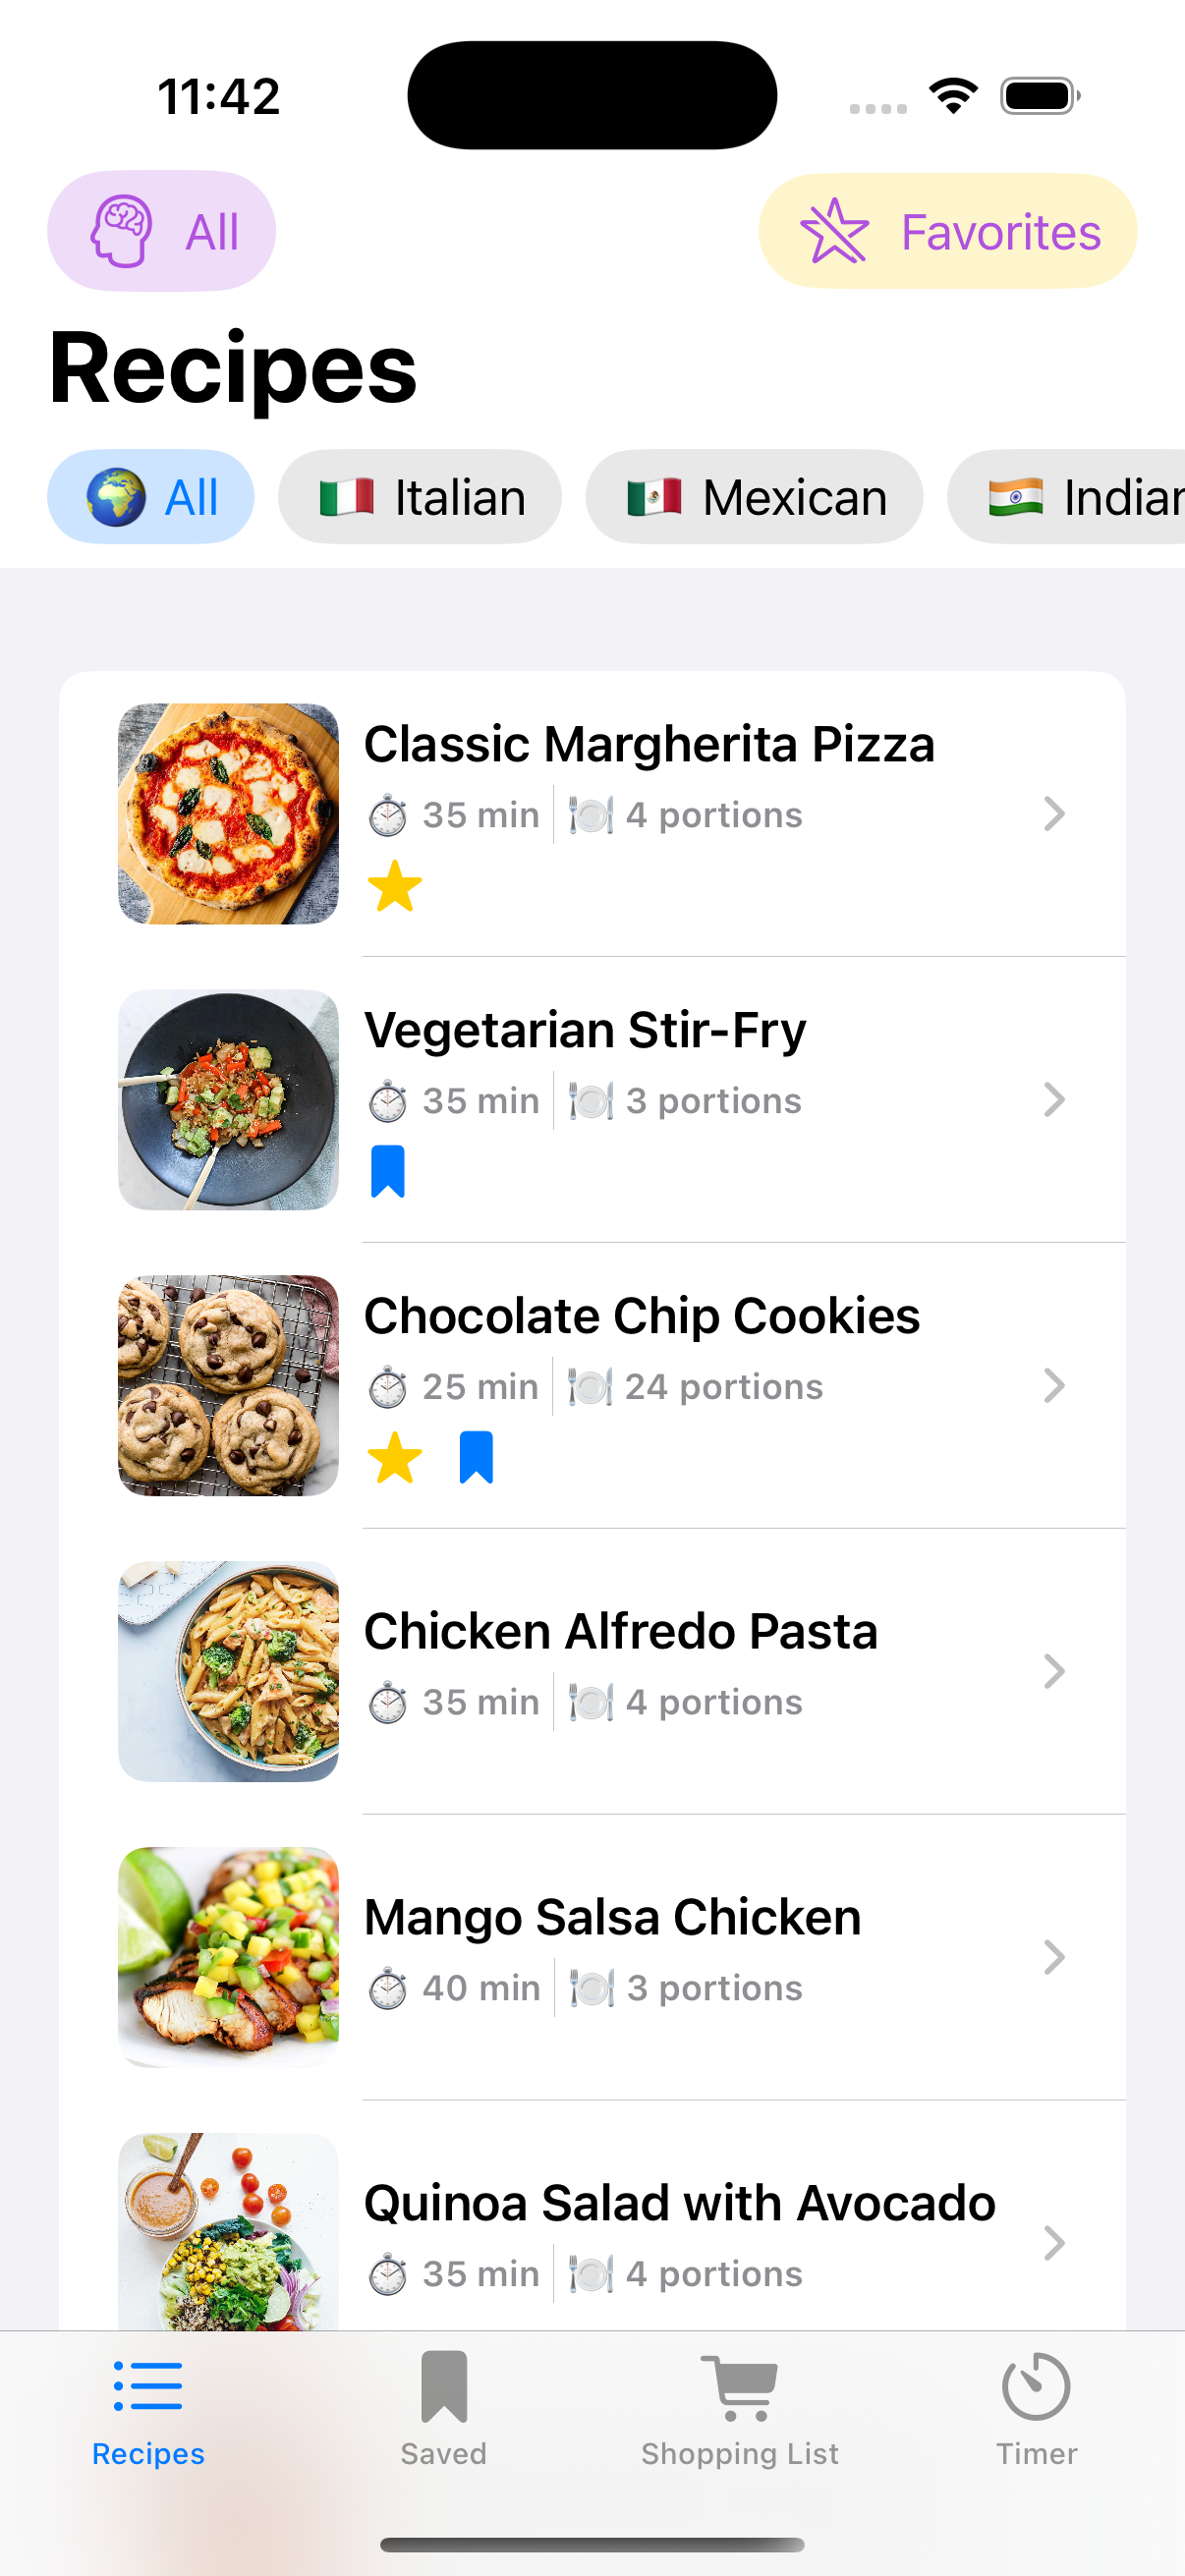 11:42
All
Favorites
Recipes
All
Italian
Mexican
Indian
Classic Margherita Pizza
35 min
4 portions
Vegetarian Stir-Fry
35 min
3 portions
Chocolate Chip Cookies
25 min
24 portions
Chicken Alfredo Pasta
35 min
4 portions
Mango Salsa Chicken
40 min
3 portions
Quinoa Salad with Avocado
35 min
4 portions
Recipes
Saved
Shopping List
Timer